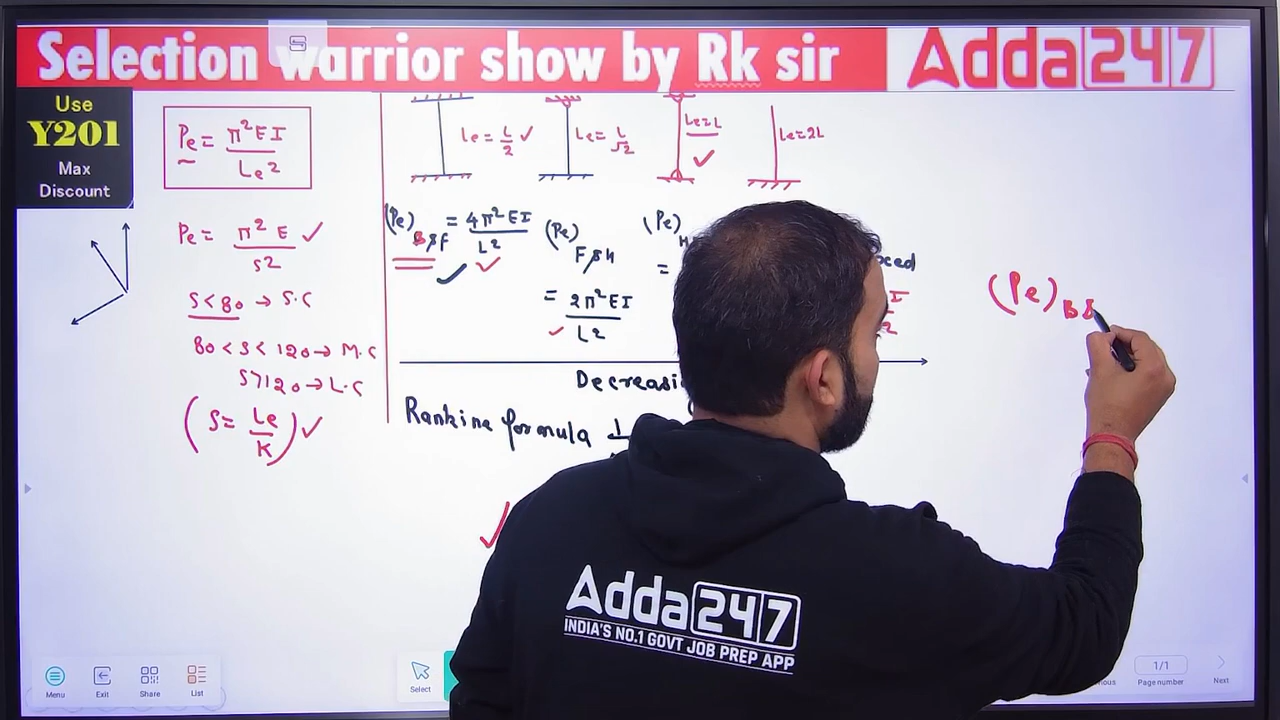 Selection warrior show by Rk sir
Adda247
Use
Y201
Max
Discount
Pe = π²EI / Le²
Pe = π²E / S² ✓
S<80 → S.C
80<S<120 → M.C
S>120 → L.C
(S = Le / K) ✓
Le = L/2 ✓
Le = L/√2
Le=L ✓
Le=2L
(Pe) B&F = 4π²EI / L²
(Pe) F&H = 2π²EI / L²
(Pe) H
=
Rankine formula 1
(Pe) B&
Adda247
INDIA'S NO.1 GOVT JOB PREP APP
Menu
Exit
Share
List
Select
1/1
Page number
Next